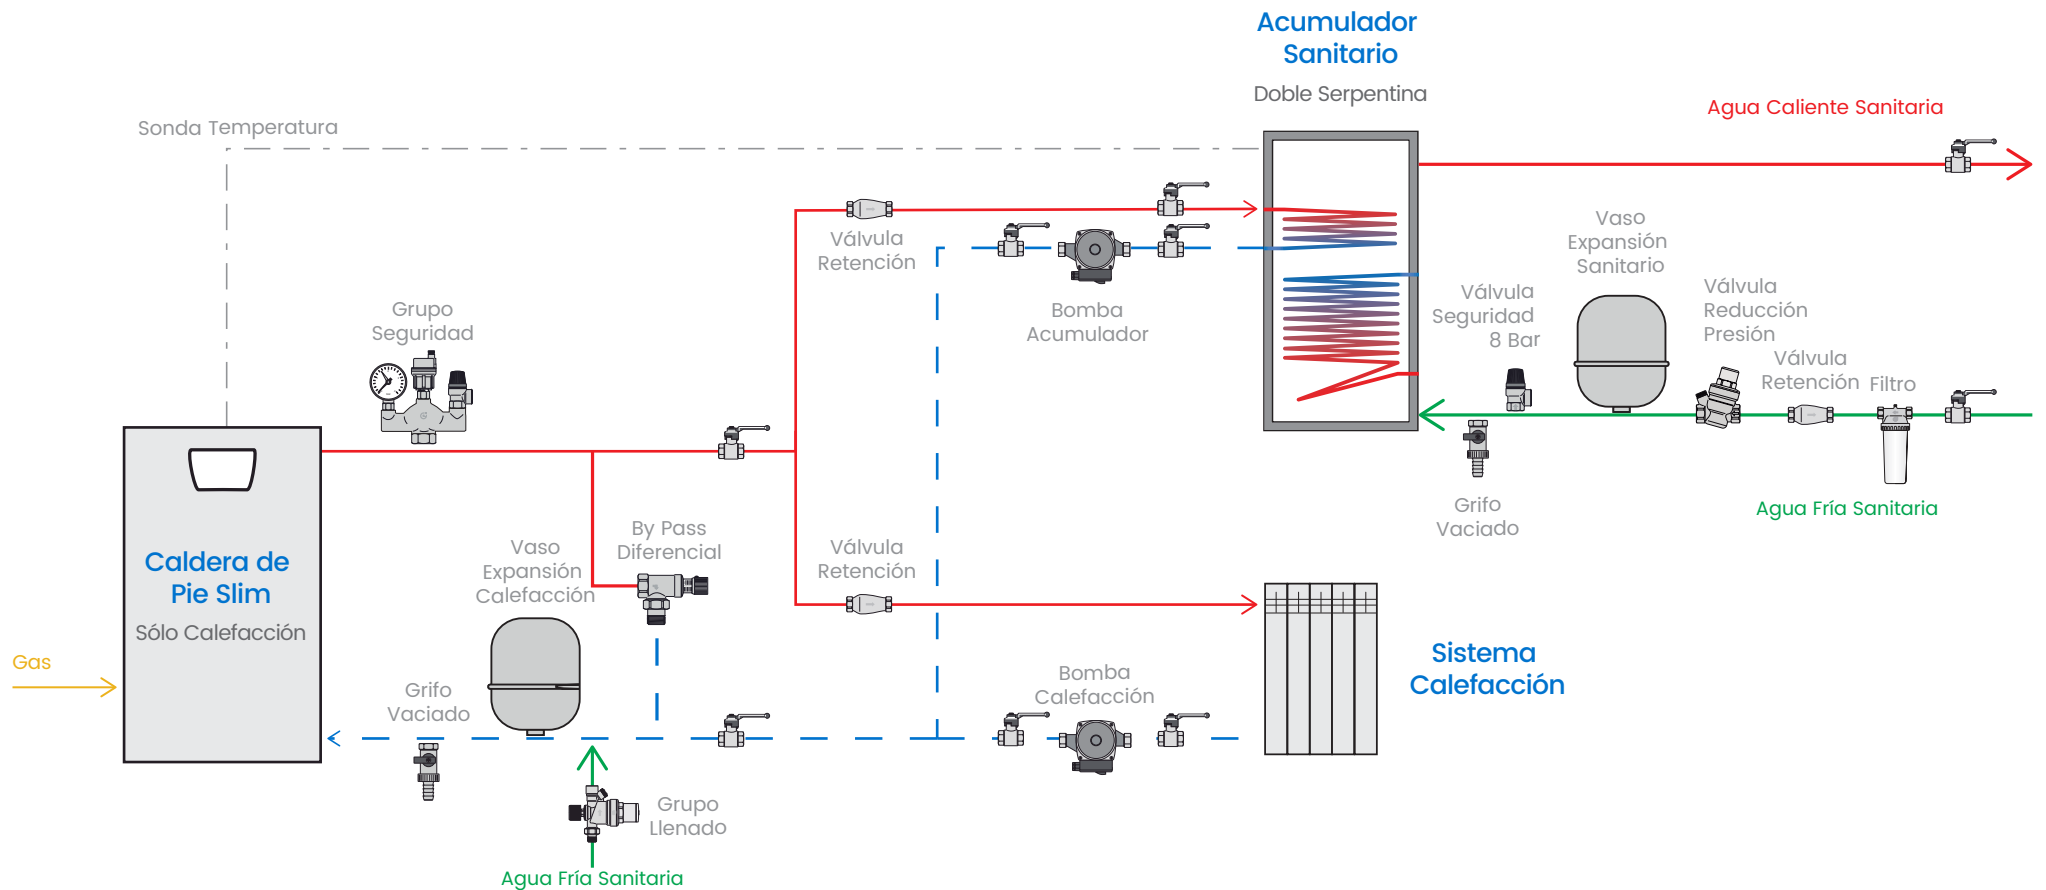 Acumulador
Sanitario
Doble Serpentina
Agua Caliente Sanitaria
Sonda Temperatura
Válvula
Retención
Vaso
Expansión
Sanitario
Grupo
Seguridad
Bomba
Acumulador
Válvula
Seguridad
8 Bar
Válvula
Reducción
Presión
Válvula
Retención
Filtro
Grifo
Vaciado
Agua Fría Sanitaria
Caldera de
Pie Slim
Sólo Calefacción
Gas
Vaso
Expansión
Calefacción
By Pass
Diferencial
Válvula
Retención
Sistema
Calefacción
Bomba
Calefacción
Grifo
Vaciado
Grupo
Llenado
Agua Fría Sanitaria